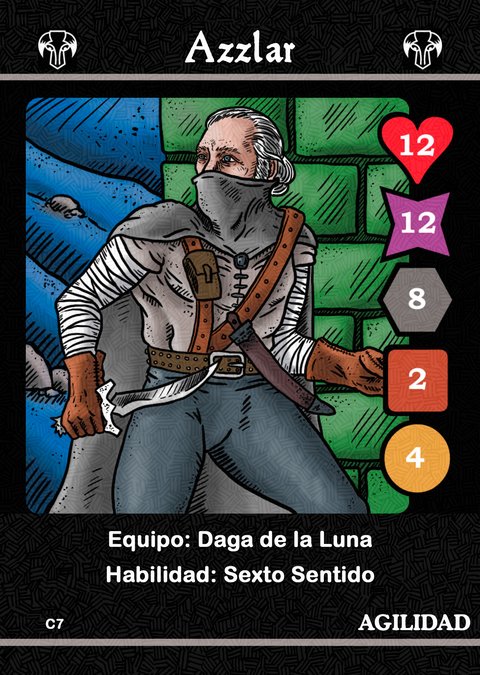 Azzlar
12
12
8
2
4
Equipo: Daga de la Luna
Habilidad: Sexto Sentido
C7
AGILIDAD